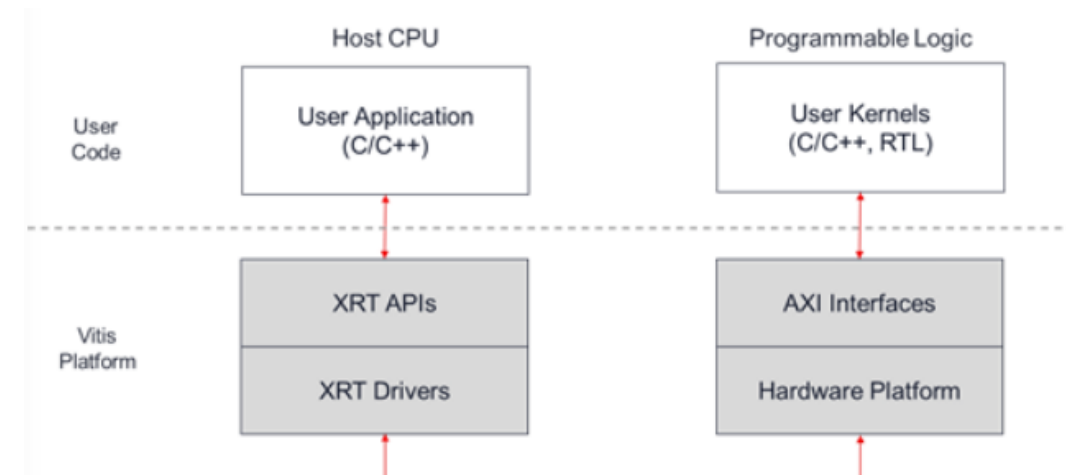 Host CPU
Programmable Logic
User
Code
User Application
(C/C++)
User Kernels
(C/C++, RTL)
Vitis
Platform
XRT APIs
AXI Interfaces
XRT Drivers
Hardware Platform